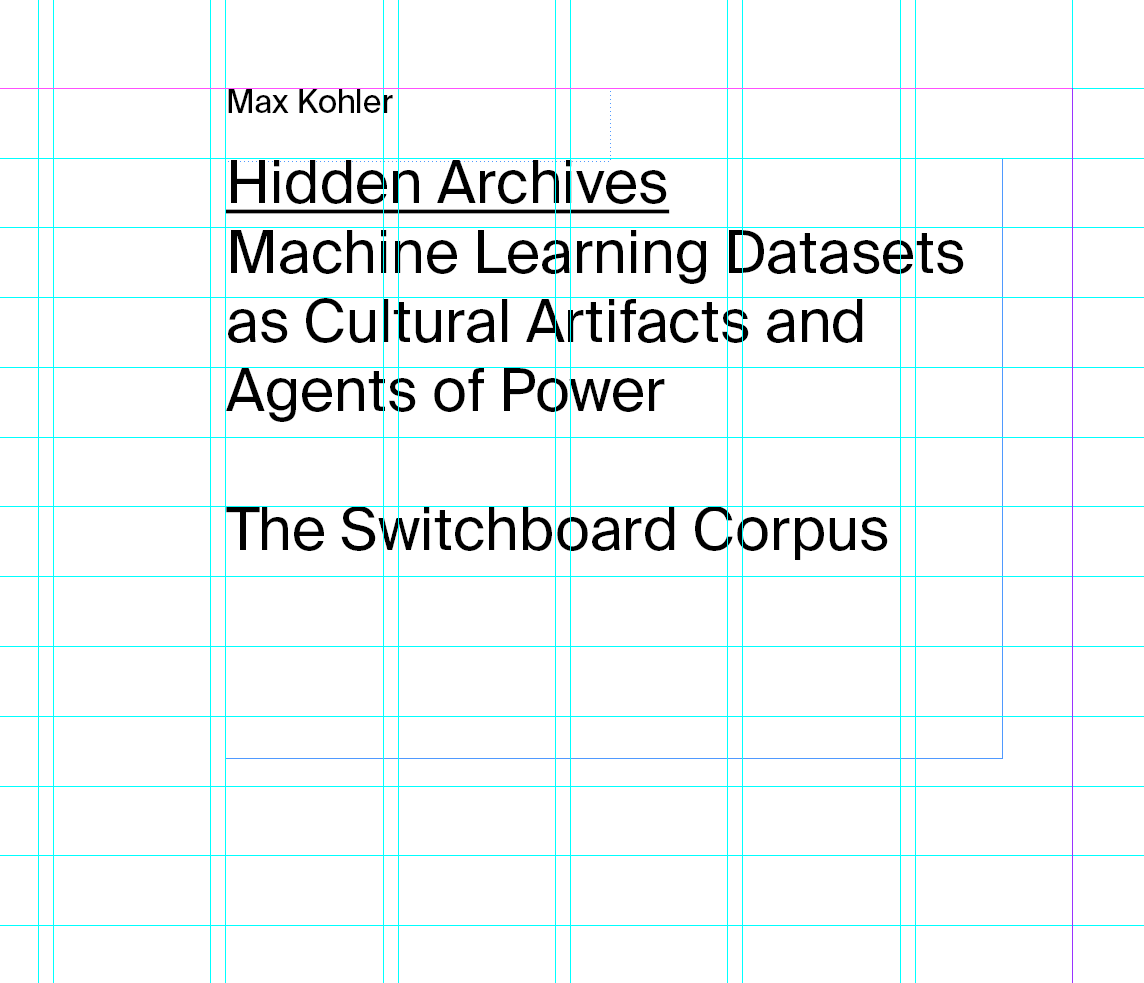 Max Kohler
Hidden Archives
Machine Learning Datasets
as Cultural Artifacts and
Agents of Power
The Switchboard Corpus